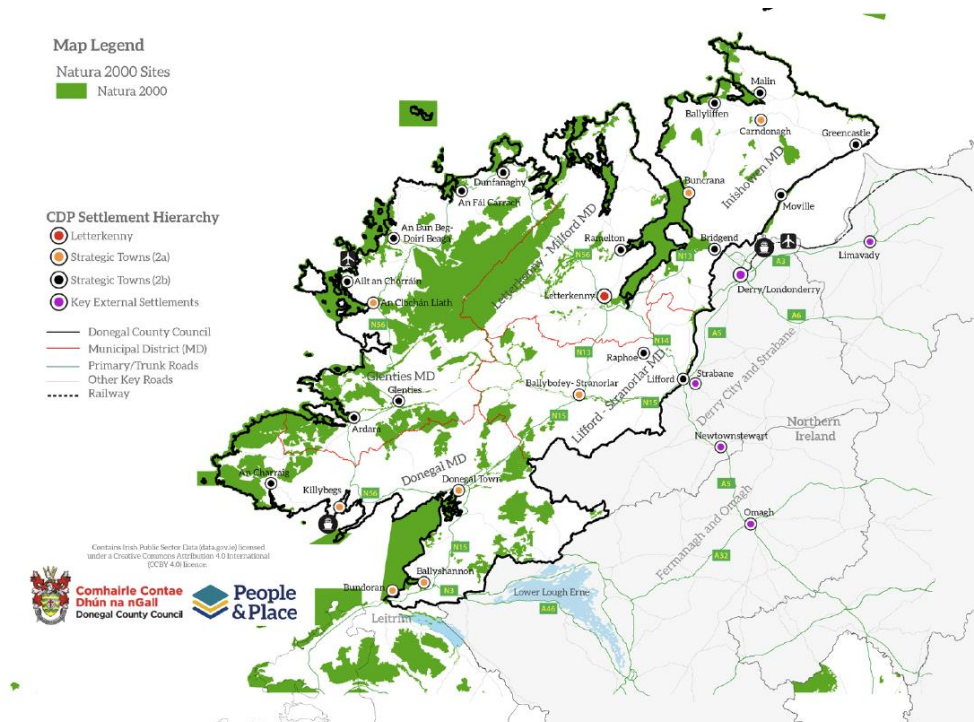 Map Legend
Natura 2000 Sites
Natura 2000
CDP Settlement Hierarchy
Letterkenny
Strategic Towns (2a)
Strategic Towns (2b)
Key External Settlements
Donegal County Council
Municipal District (MD)
Primary/Trunk Roads
Other Key Roads
Railway
Malin
Ballyliffen
Carndonagh
Greencastle
Inishowen MD
Buncrana
Moville
Dunfanaghy
An Fál Carrach
An Bun Beg-
Doirí Beaga
Letterkenny - Milford MD
Ramelton
N56
N13
Bridgend
Limavady
A2
Derry/Londonderry
Ailt an Chorráin
An Clochán Liath
Letterkenny
A6
N56
A5
N14
N13
Raphoe
Derry City and Strabane
Glenties MD
Glenties
Ballybofey- Stranorlar
Lifford - Stranorlar MD
Lifford
Strabane
N15
N15
Ardara
Northern
Ireland
Newtownstewart
An Charraig
Killybegs
N56
Donegal MD
Donegal Town
A5
Omagh
Fermanagh and Omagh
A32
N15
Ballyshannon
Bundoran
N3
Lower Lough Erne
A46
Leitrim
Contains Irish Public Sector Data (data.gov.ie) licensed
under a Creative Commons Attribution 4.0 International
(CCBY 4.0) licence.
Comhairle Contae
Dhún na nGall
Donegal County Council
People
& Place